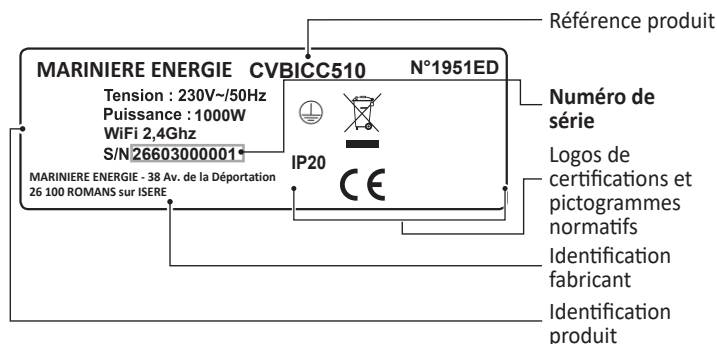 Référence produit
MARINIERE ENERGIE CVBICC510 N°1951ED
Tension : 230V~/50Hz
Puissance : 1000W
WiFi 2,4Ghz
S/N 26603000001
IP20
CE
MARINIERE ENERGIE - 38 Av. de la Déportation
26 100 ROMANS sur ISERE
Numéro de
série
Logos de
certifications et
pictogrammes
normatifs
Identification
fabricant
Identification
produit